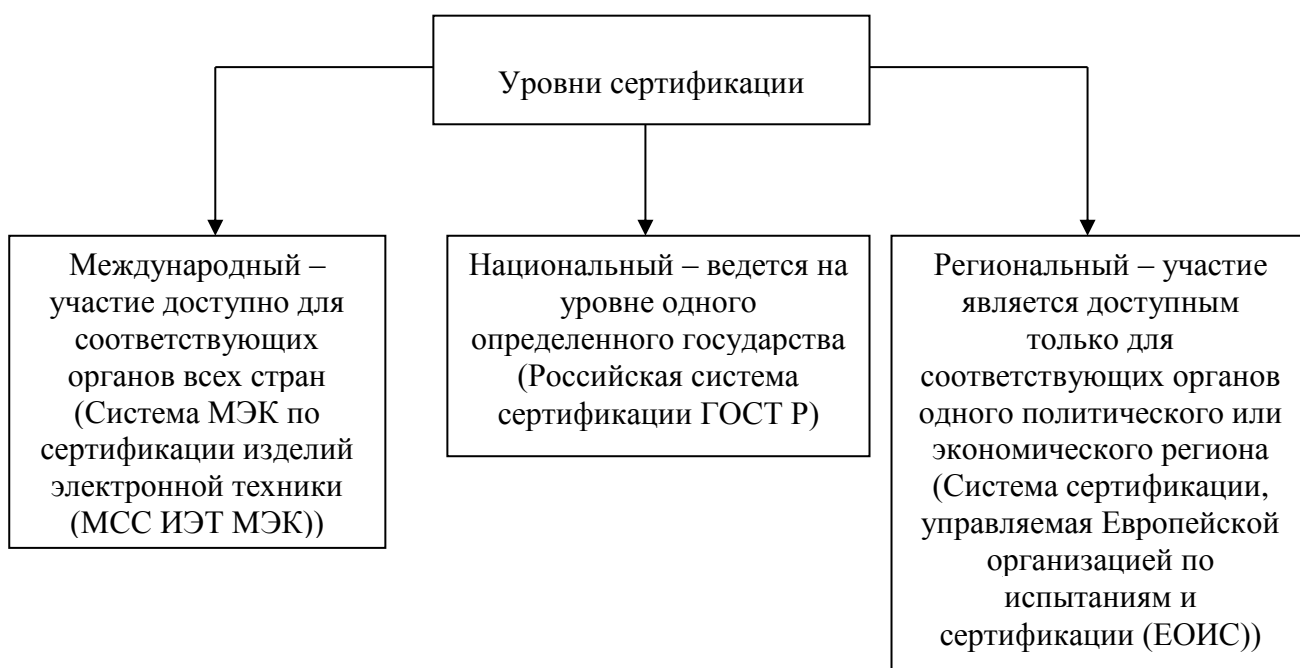 Уровни сертификации
Международный –
участие доступно для
соответствующих
органов всех стран
(Система МЭК по
сертификации изделий
электронной техники
(МСС ИЭТ МЭК))
Национальный – ведется на
уровне одного
определенного государства
(Российская система
сертификации ГОСТ Р)
Региональный – участие
является доступным
только для
соответствующих органов
одного политического или
экономического региона
(Система сертификации,
управляемая Европейской
организацией по
испытаниям и
сертификации (ЕОИС))